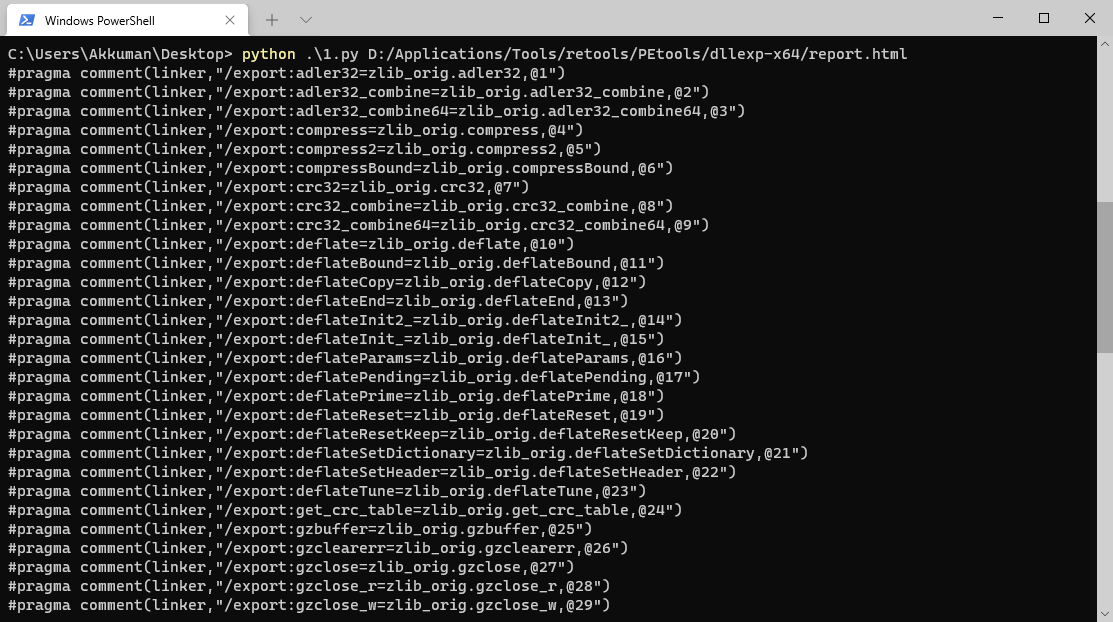 Windows PowerShell
C:\Users\Akkuman\Desktop> python .\1.py D:/Applications/Tools/retools/PEtools/dllexp-x64/report.html
#pragma comment(linker,"/export:adler32=zlib_orig.adler32,@1")
#pragma comment(linker,"/export:adler32_combine=zlib_orig.adler32_combine,@2")
#pragma comment(linker,"/export:adler32_combine64=zlib_orig.adler32_combine64,@3")
#pragma comment(linker,"/export:compress=zlib_orig.compress,@4")
#pragma comment(linker,"/export:compress2=zlib_orig.compress2,@5")
#pragma comment(linker,"/export:compressBound=zlib_orig.compressBound,@6")
#pragma comment(linker,"/export:crc32=zlib_orig.crc32,@7")
#pragma comment(linker,"/export:crc32_combine=zlib_orig.crc32_combine,@8")
#pragma comment(linker,"/export:crc32_combine64=zlib_orig.crc32_combine64,@9")
#pragma comment(linker,"/export:deflate=zlib_orig.deflate,@10")
#pragma comment(linker,"/export:deflateBound=zlib_orig.deflateBound,@11")
#pragma comment(linker,"/export:deflateCopy=zlib_orig.deflateCopy,@12")
#pragma comment(linker,"/export:deflateEnd=zlib_orig.deflateEnd,@13")
#pragma comment(linker,"/export:deflateInit2_=zlib_orig.deflateInit2_,@14")
#pragma comment(linker,"/export:deflateInit_=zlib_orig.deflateInit_,@15")
#pragma comment(linker,"/export:deflateParams=zlib_orig.deflateParams,@16")
#pragma comment(linker,"/export:deflatePending=zlib_orig.deflatePending,@17")
#pragma comment(linker,"/export:deflatePrime=zlib_orig.deflatePrime,@18")
#pragma comment(linker,"/export:deflateReset=zlib_orig.deflateReset,@19")
#pragma comment(linker,"/export:deflateResetKeep=zlib_orig.deflateResetKeep,@20")
#pragma comment(linker,"/export:deflateSetDictionary=zlib_orig.deflateSetDictionary,@21")
#pragma comment(linker,"/export:deflateSetHeader=zlib_orig.deflateSetHeader,@22")
#pragma comment(linker,"/export:deflateTune=zlib_orig.deflateTune,@23")
#pragma comment(linker,"/export:get_crc_table=zlib_orig.get_crc_table,@24")
#pragma comment(linker,"/export:gzbuffer=zlib_orig.gzbuffer,@25")
#pragma comment(linker,"/export:gzclearerr=zlib_orig.gzclearerr,@26")
#pragma comment(linker,"/export:gzclose=zlib_orig.gzclose,@27")
#pragma comment(linker,"/export:gzclose_r=zlib_orig.gzclose_r,@28")
#pragma comment(linker,"/export:gzclose_w=zlib_orig.gzclose_w,@29")